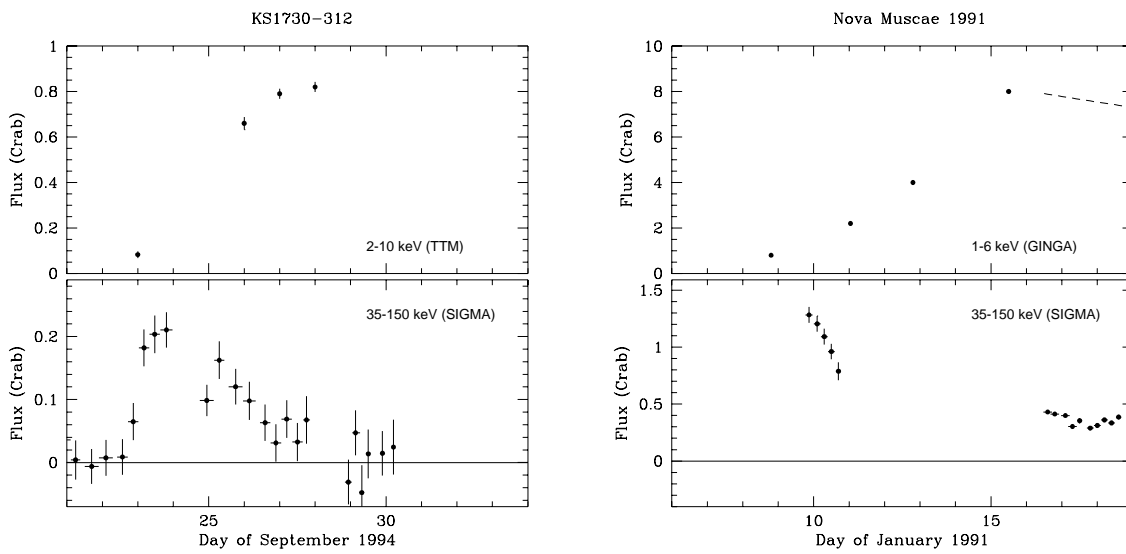 KS1730-312
Nova Muscae 1991
Flux (Crab)
1
0.8
0.6
0.4
0.2
0
2-10 keV (TTM)
Flux (Crab)
0.2
0.1
0
35-150 keV (SIGMA)
25
30
Day of September 1994
Flux (Crab)
10
8
6
4
2
0
1-6 keV (GINGA)
Flux (Crab)
1.5
1
0.5
0
35-150 keV (SIGMA)
10
15
Day of January 1991